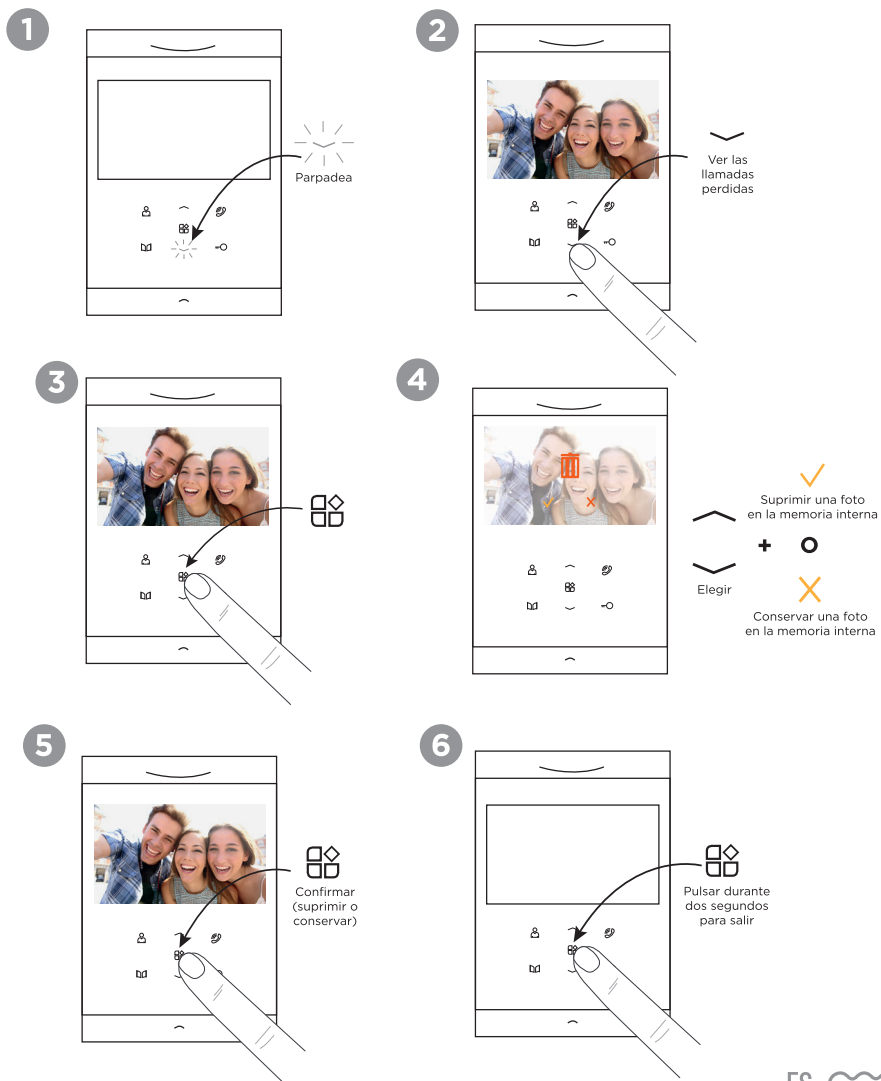 1
2
Parpadea
Ver las
llamadas
perdidas
3
4
Suprimir una foto
en la memoria interna
+ O
Elegir
Conservar una foto
en la memoria interna
5
6
Confirmar
(suprimir o
conservar)
Pulsar durante
dos segundos
para salir
ES